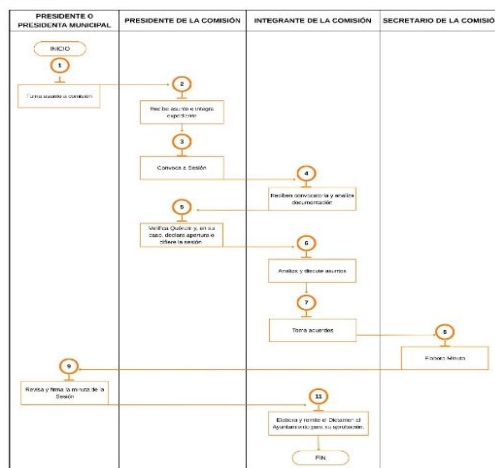 PRESIDENTE O
PRESIDENTA MUNICIPAL
PRESIDENTE DE LA COMISIÓN
INTEGRANTE DE LA COMISIÓN
SECRETARIO DE LA COMISIÓN
INICIO
1
Turna asunto a comisión
2
Recibe asunto e integra
expediente
3
Convoca a Sesión
4
Reciben convocatoria y analiza
documentación
5
Verifica Quórum y, en su
caso, declara apertura o
difiere la sesión
6
Analiza y discute asuntos
7
Toma acuerdos
8
Elabora Minuta
9
Revisa y firma la minuta de la
Sesión
11
Elabora y remite el Dictamen al
Ayuntamiento para su aprobación.
FIN